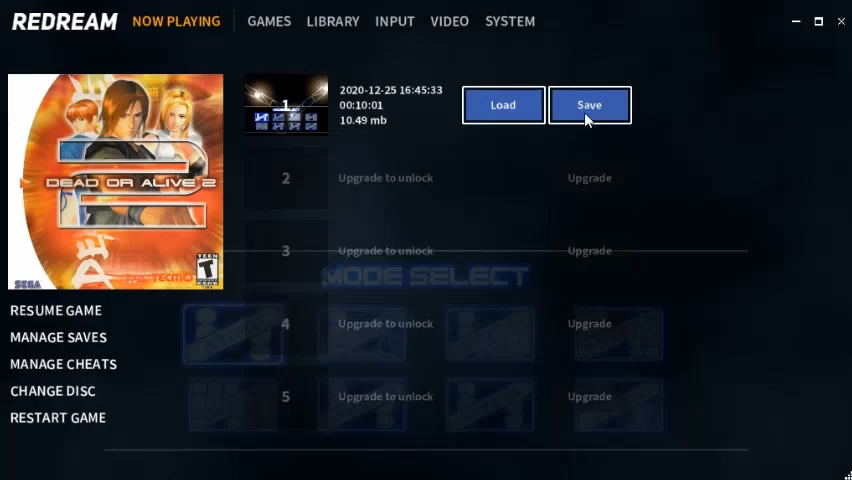 REDREAM NOW PLAYING GAMES LIBRARY INPUT VIDEO SYSTEM
DEAD OR ALIVE 2
TEEN
T
SEGA
TECMO
RESUME GAME
MANAGE SAVES
MANAGE CHEATS
CHANGE DISC
RESTART GAME
1
2020-12-25 16:45:33
00:10:01
10.49 mb
Load Save
2 Upgrade to unlock Upgrade
3 Upgrade to unlock Upgrade
MODE SELECT
4 Upgrade to unlock Upgrade
5 Upgrade to unlock Upgrade